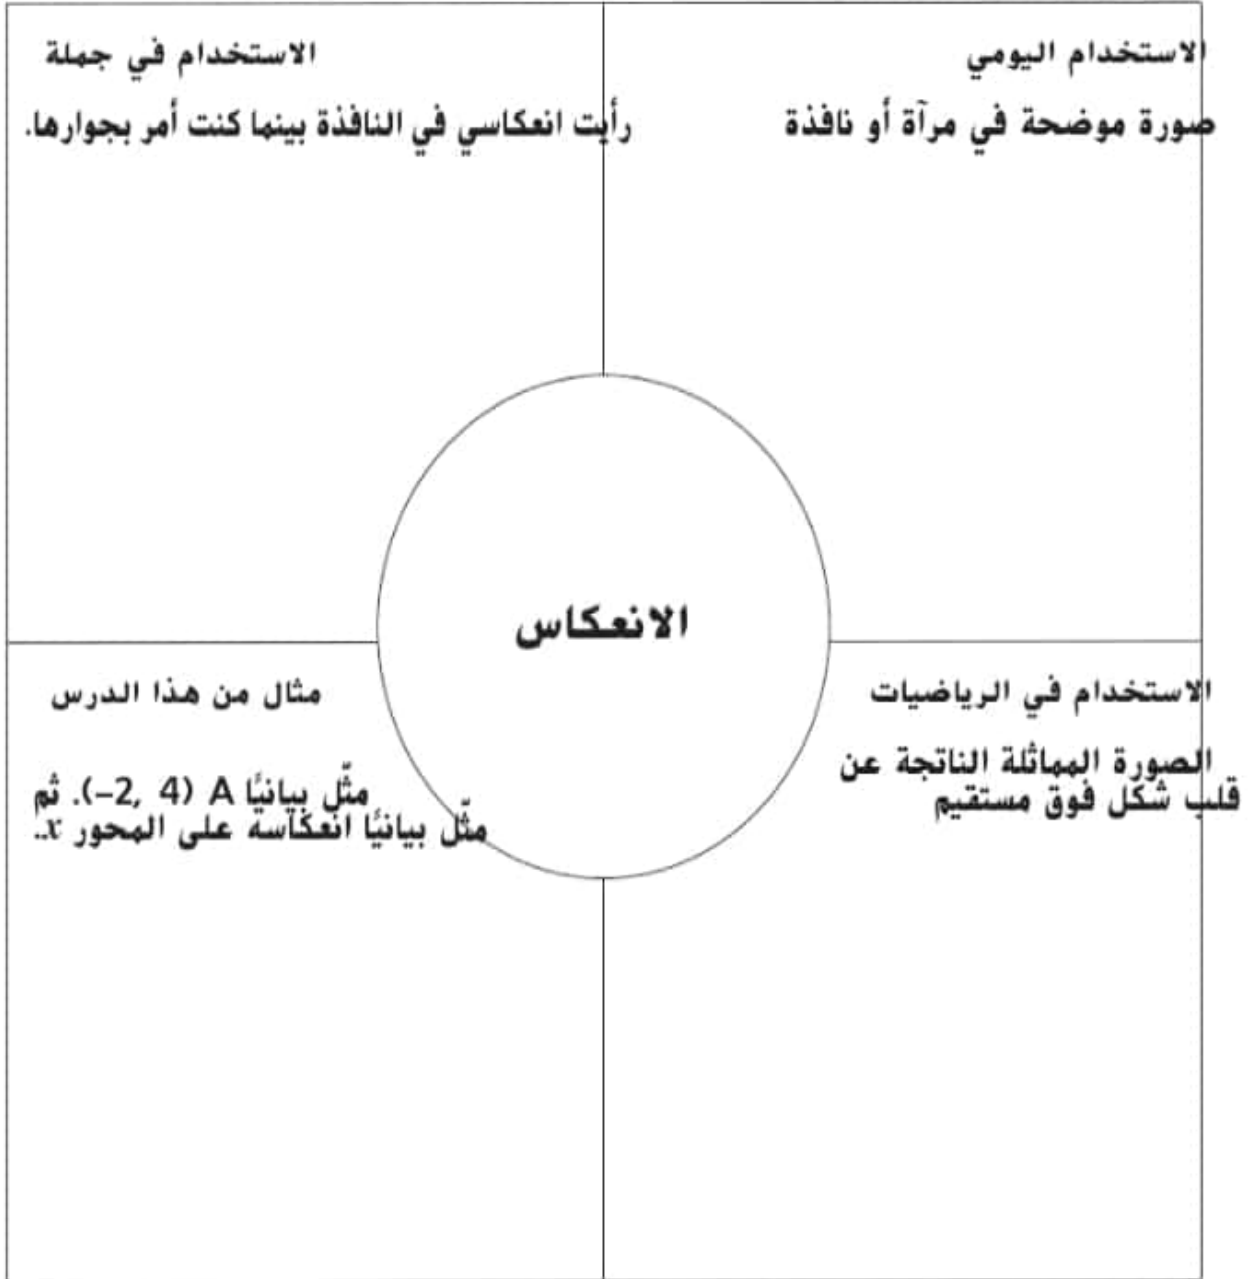 الاستخدام اليومي
صورة موضحة في مرآة أو نافذة
الاستخدام في جملة
رأيت انعكاسي في النافذة بينما كنت أمر بجوارها.
الانعكاس
الاستخدام في الرياضيات
الصورة المماثلة الناتجة عن
قلب شكل فوق مستقيم
مثال من هذا الدرس
مثّل بيانيًا A (−2, 4). ثم
مثّل بيانيًا انعكاسه على المحور x..